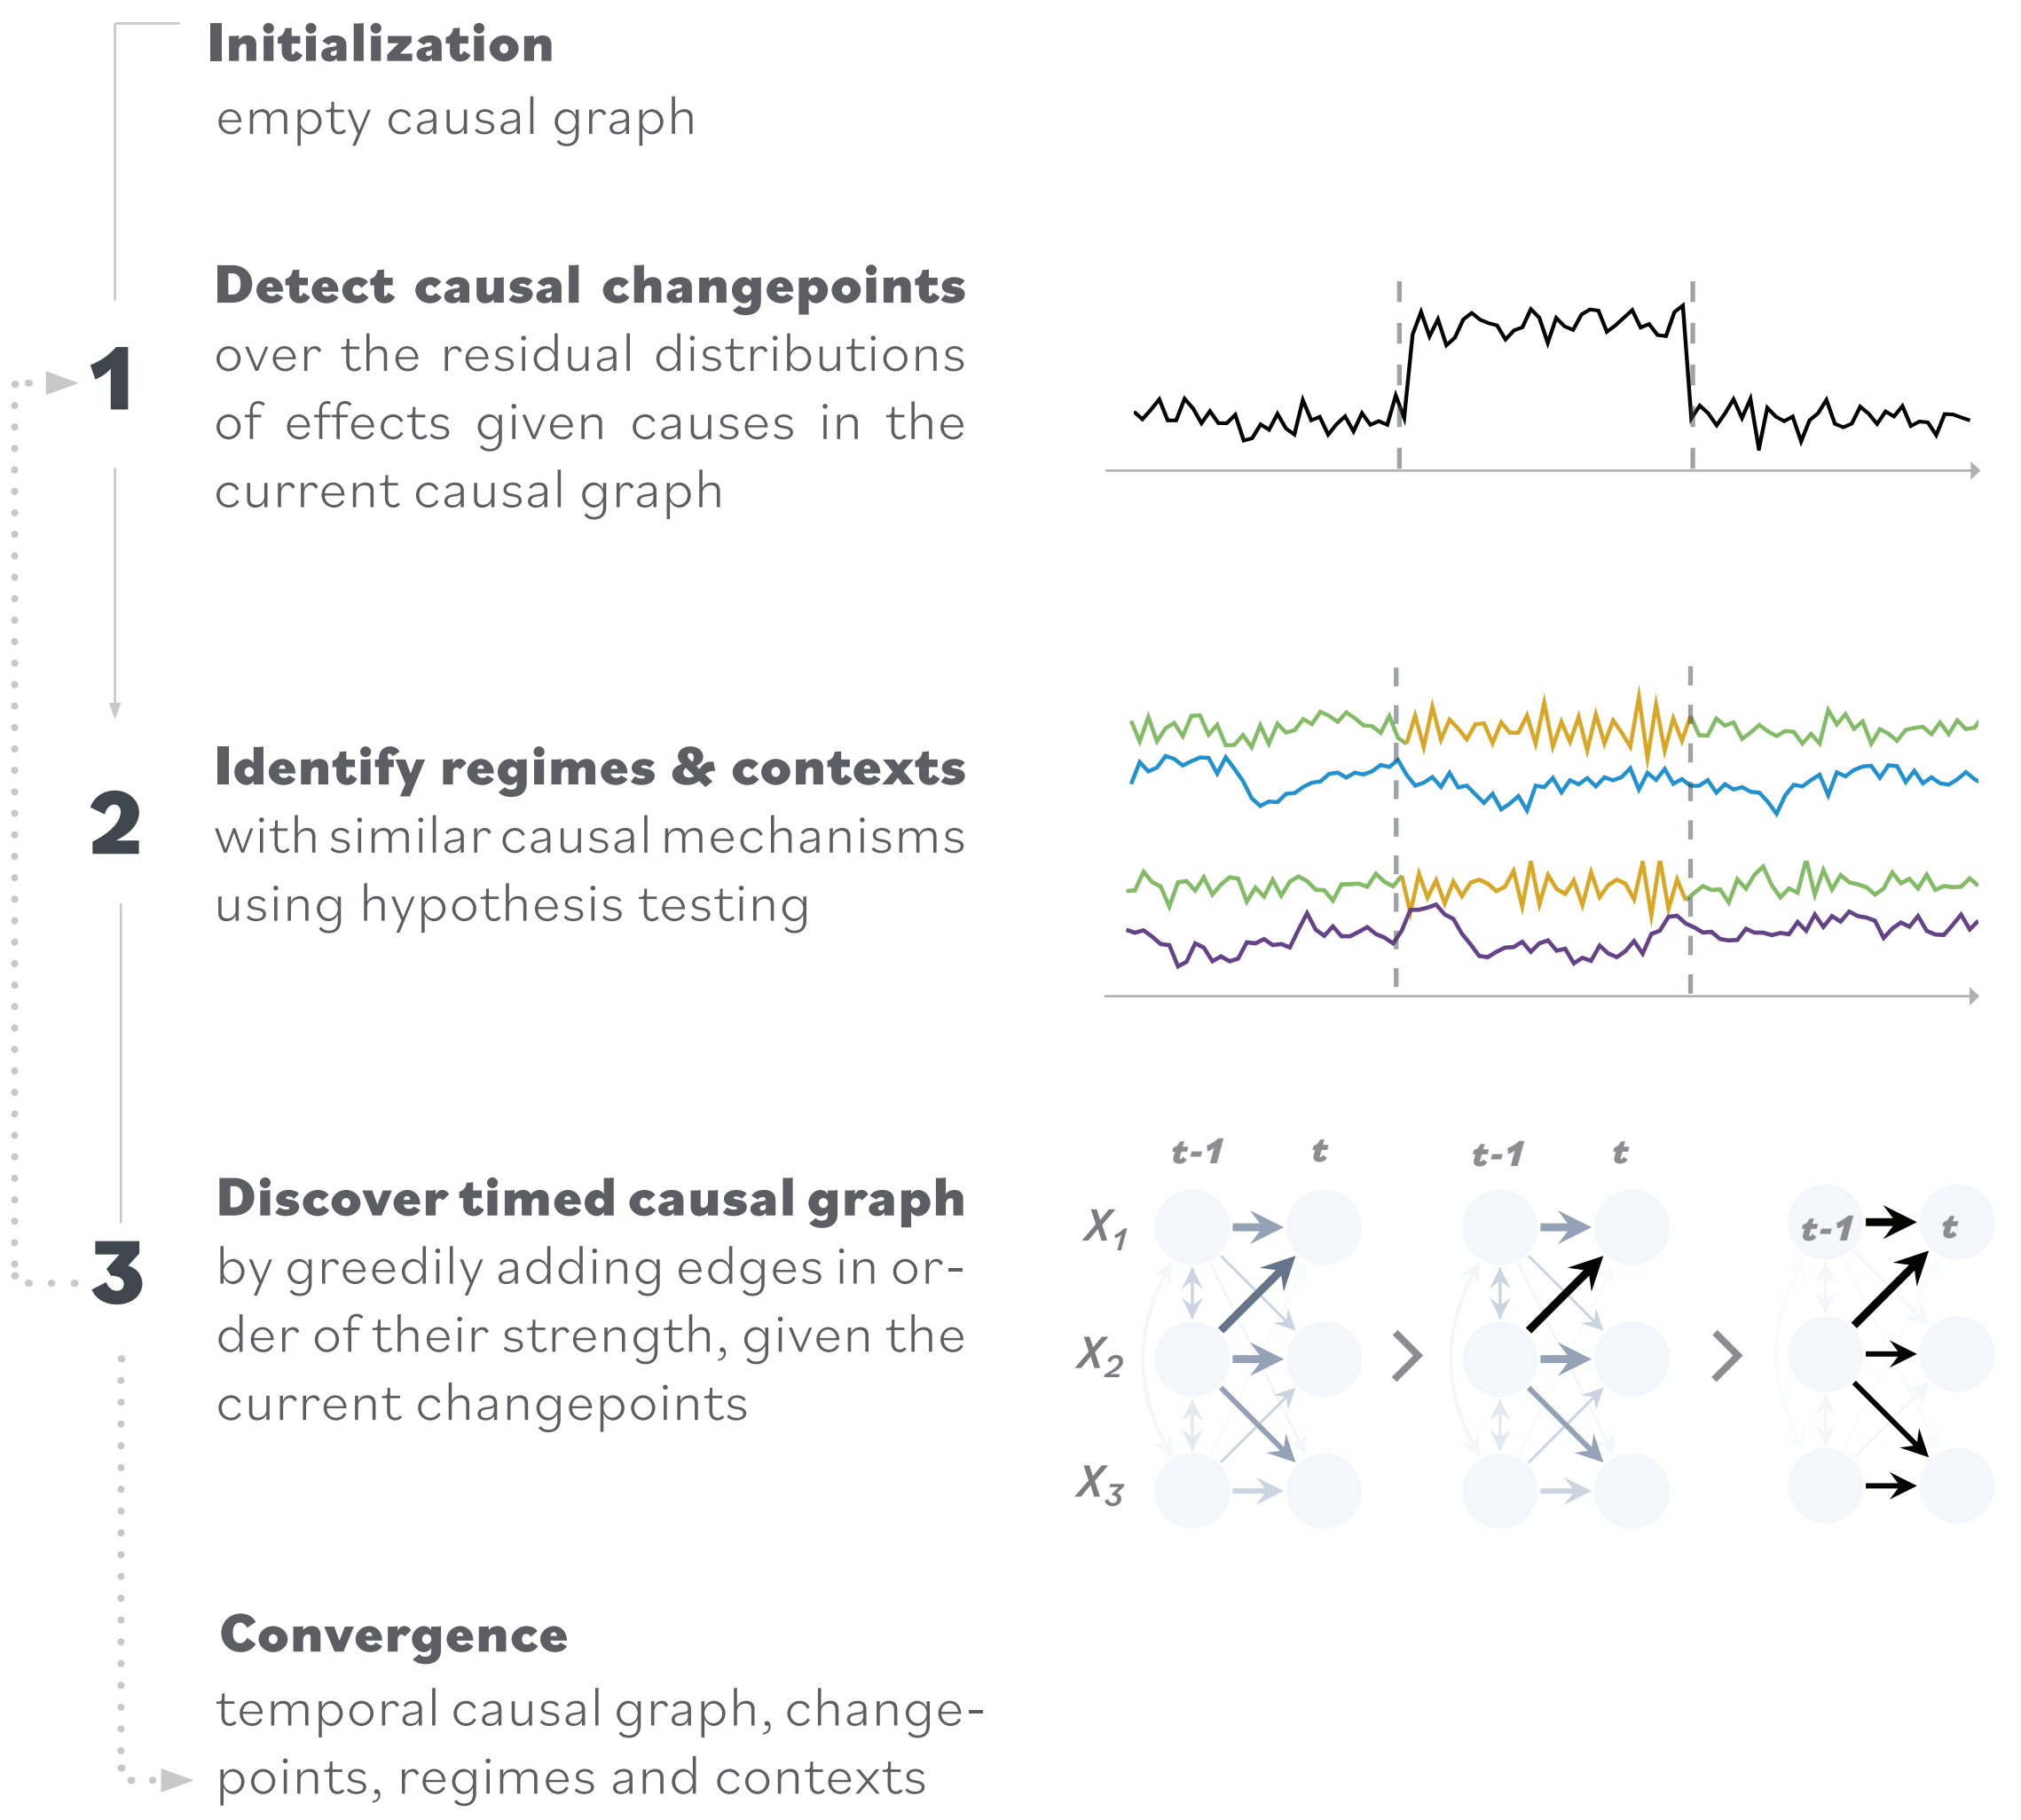 Initialization
empty causal graph
Detect causal changepoints
over the residual distributions
of effects given causes in the
current causal graph
1
Identify regimes & contexts
with similar causal mechanisms
using hypothesis testing
2
t-1 t t-1 t
Discover timed causal graph
by greedily adding edges in or-
der of their strength, given the
current changepoints
3
X1
t-1 t
X2
X3
Convergence
temporal causal graph, change-
points, regimes and contexts